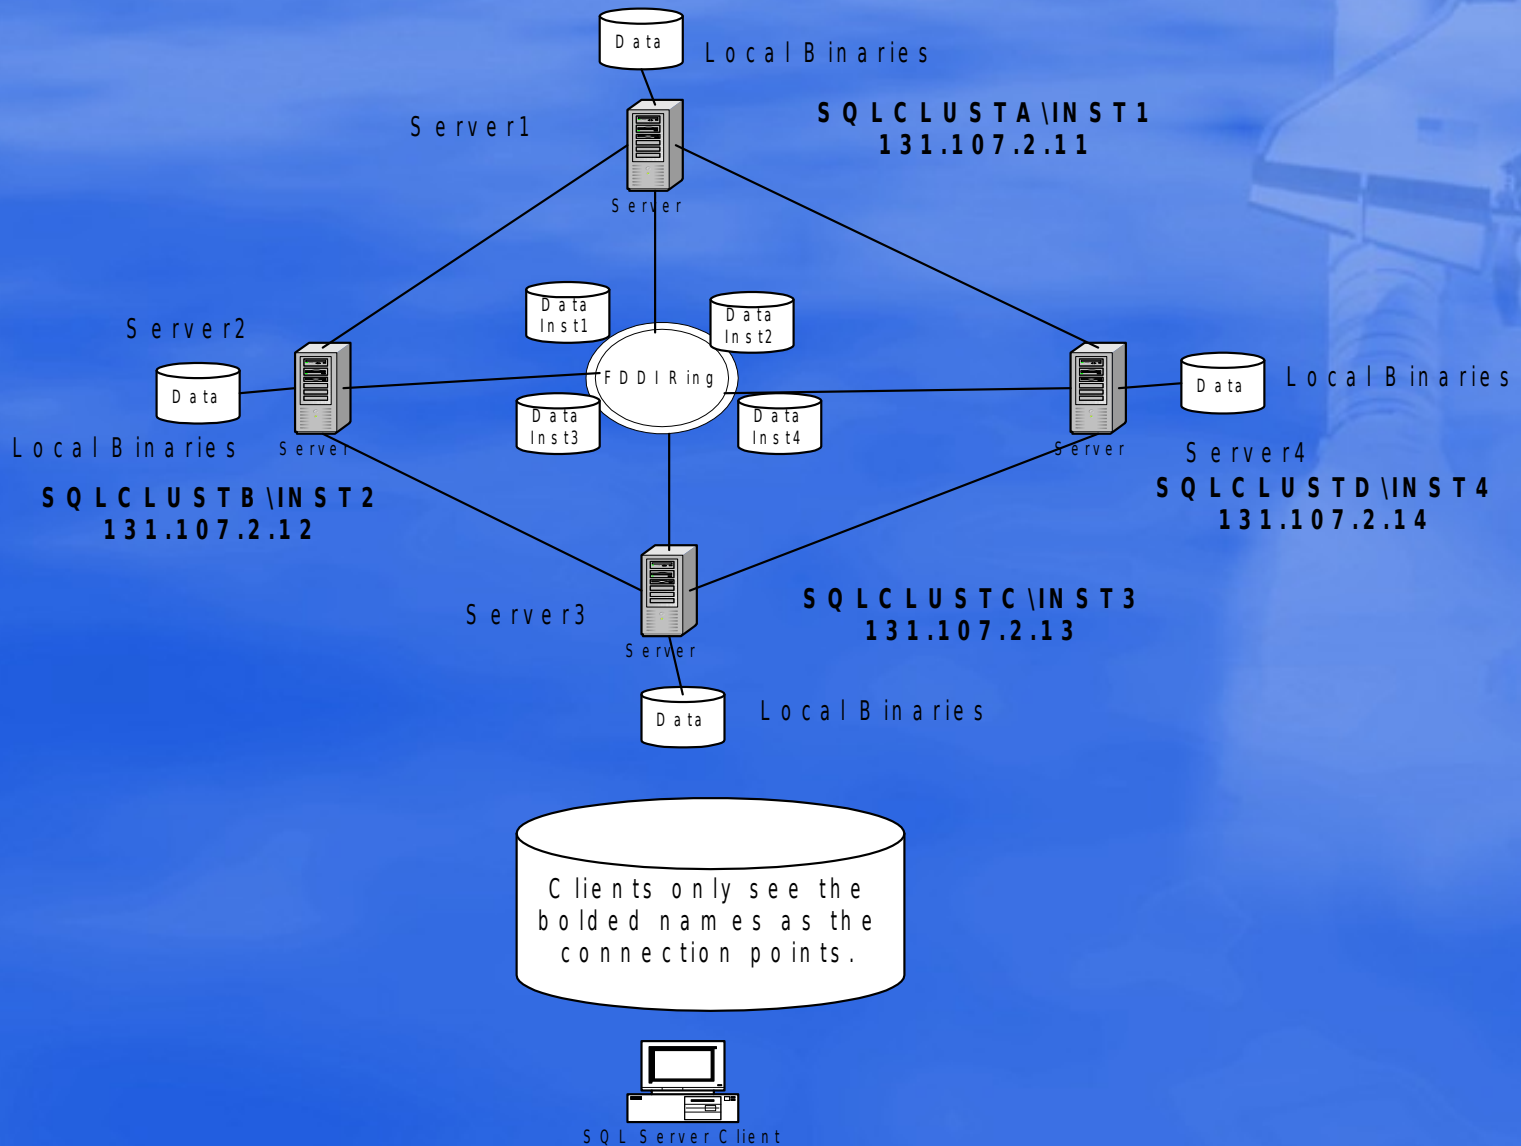 Data
Local Binaries
Server1
SQLCLUSTA\INST1
131.107.2.11
Server
Data
Inst1
Data
Inst2
Server2
FDDI Ring
Data
Local Binaries
Server
Data
Inst3
Data
Inst4
Data
Local Binaries
Server
Server4
SQLCLUSTB\INST2
131.107.2.12
SQLCLUSTD\INST4
131.107.2.14
Server3
SQLCLUSTC\INST3
131.107.2.13
Server
Data
Local Binaries
Clients only see the
bolded names as the
connection points.
SQL Server Client